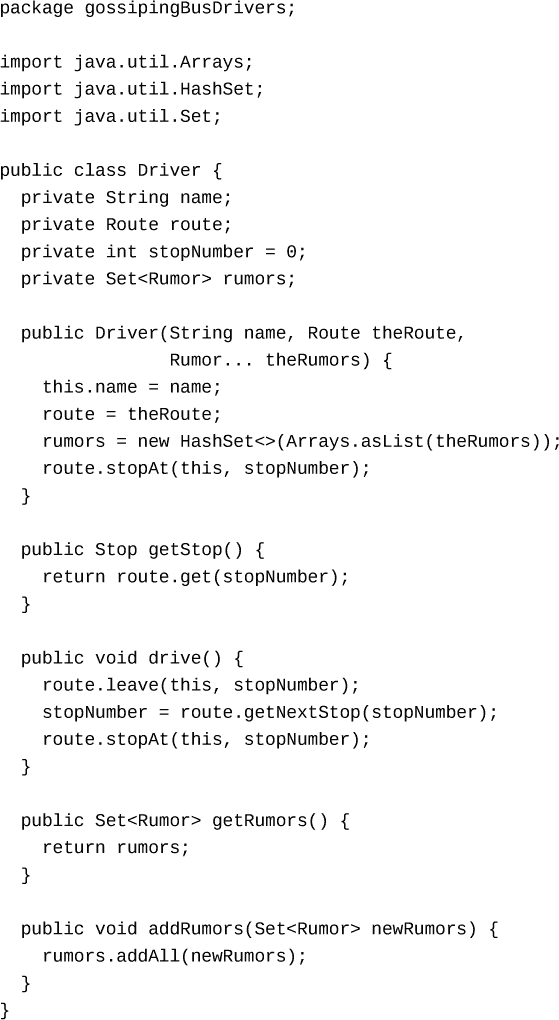 package gossipingBusDrivers;

import java.util.Arrays;
import java.util.HashSet;
import java.util.Set;

public class Driver {
  private String name;
  private Route route;
  private int stopNumber = 0;
  private Set<Rumor> rumors;

  public Driver(String name, Route theRoute,
                Rumor... theRumors) {
    this.name = name;
    route = theRoute;
    rumors = new HashSet<>(Arrays.asList(theRumors));
    route.stopAt(this, stopNumber);
  }

  public Stop getStop() {
    return route.get(stopNumber);
  }

  public void drive() {
    route.leave(this, stopNumber);
    stopNumber = route.getNextStop(stopNumber);
    route.stopAt(this, stopNumber);
  }

  public Set<Rumor> getRumors() {
    return rumors;
  }

  public void addRumors(Set<Rumor> newRumors) {
    rumors.addAll(newRumors);
  }
}